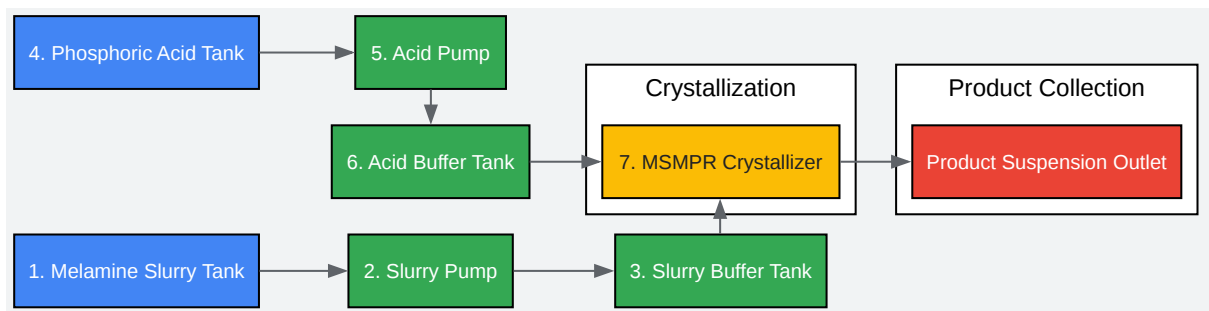 4. Phosphoric Acid Tank
5. Acid Pump
Crystallization
Product Collection
6. Acid Buffer Tank
7. MSMPR Crystallizer
Product Suspension Outlet
1. Melamine Slurry Tank
2. Slurry Pump
3. Slurry Buffer Tank